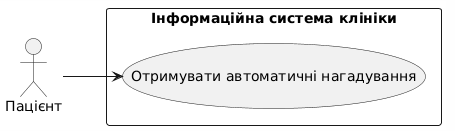 Інформаційна система клініки
Отримувати автоматичні нагадування
Пацієнт